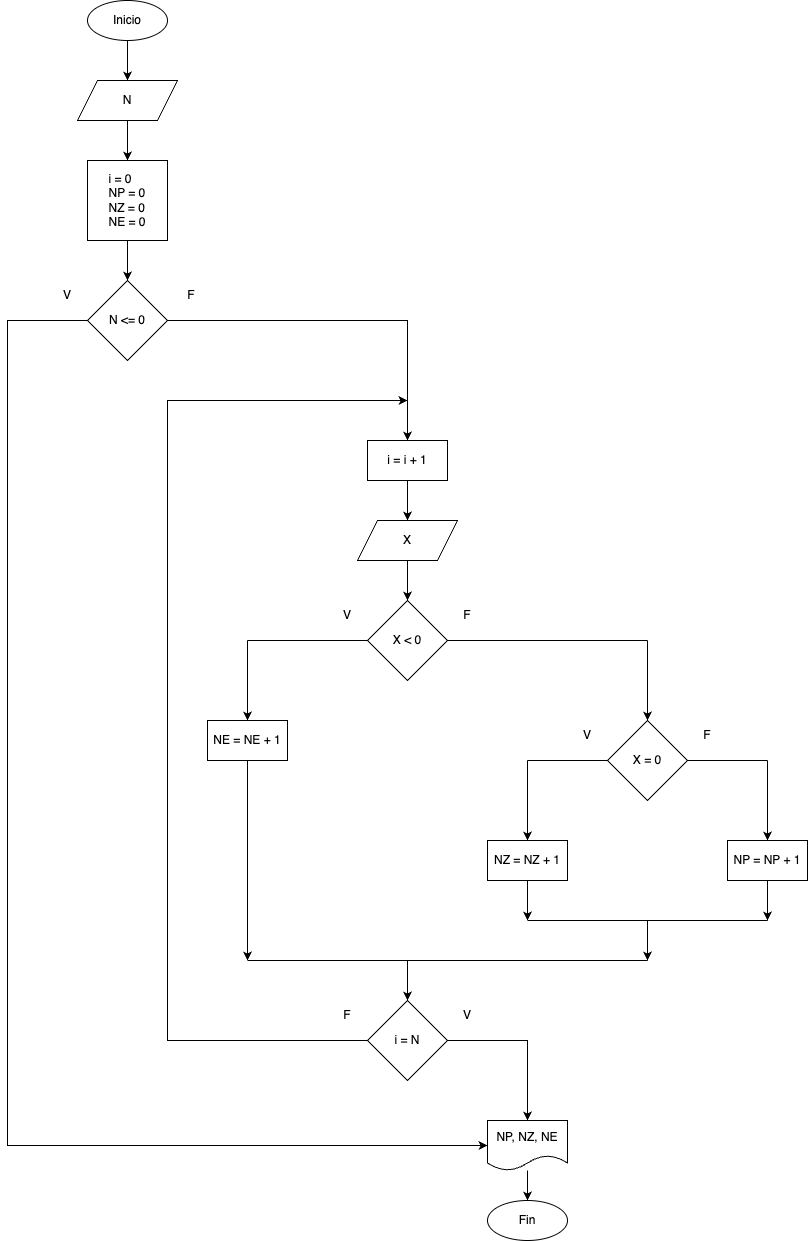 Inicio
N
i = 0
NP = 0
NZ = 0
NE = 0
V
F
N <= 0
i = i + 1
X
V
F
X < 0
NE = NE + 1
V
F
X = 0
NZ = NZ + 1
NP = NP + 1
F
V
i = N
NP, NZ, NE
Fin